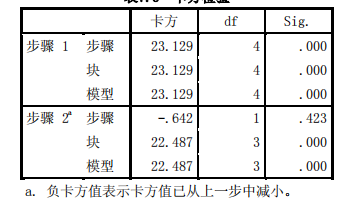 卡方 df Sig.
步骤 1 步骤 23.129 4 .000
块 23.129 4 .000
模型 23.129 4 .000
步骤 2a 步骤 -.642 1 .423
块 22.487 3 .000
模型 22.487 3 .000
a. 负卡方值表示卡方值已从上一步中减小。